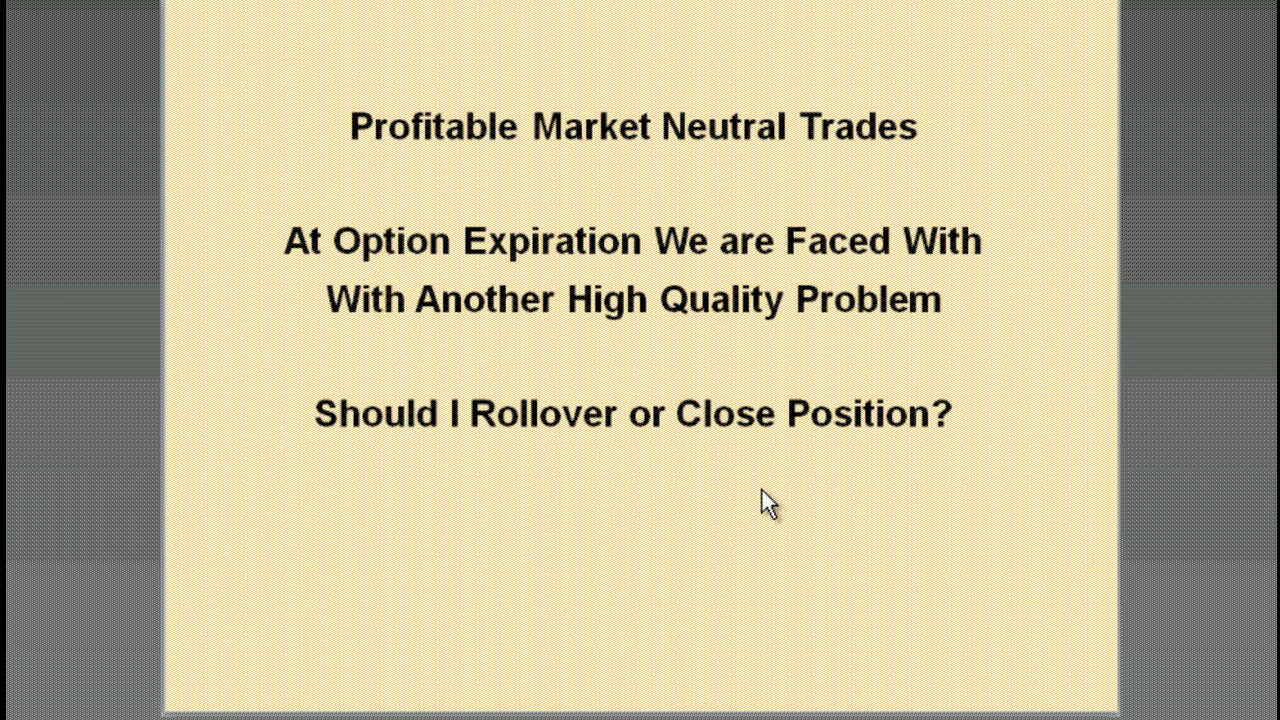 Profitable Market Neutral Trades
At Option Expiration We are Faced With
With Another High Quality Problem
Should I Rollover or Close Position?